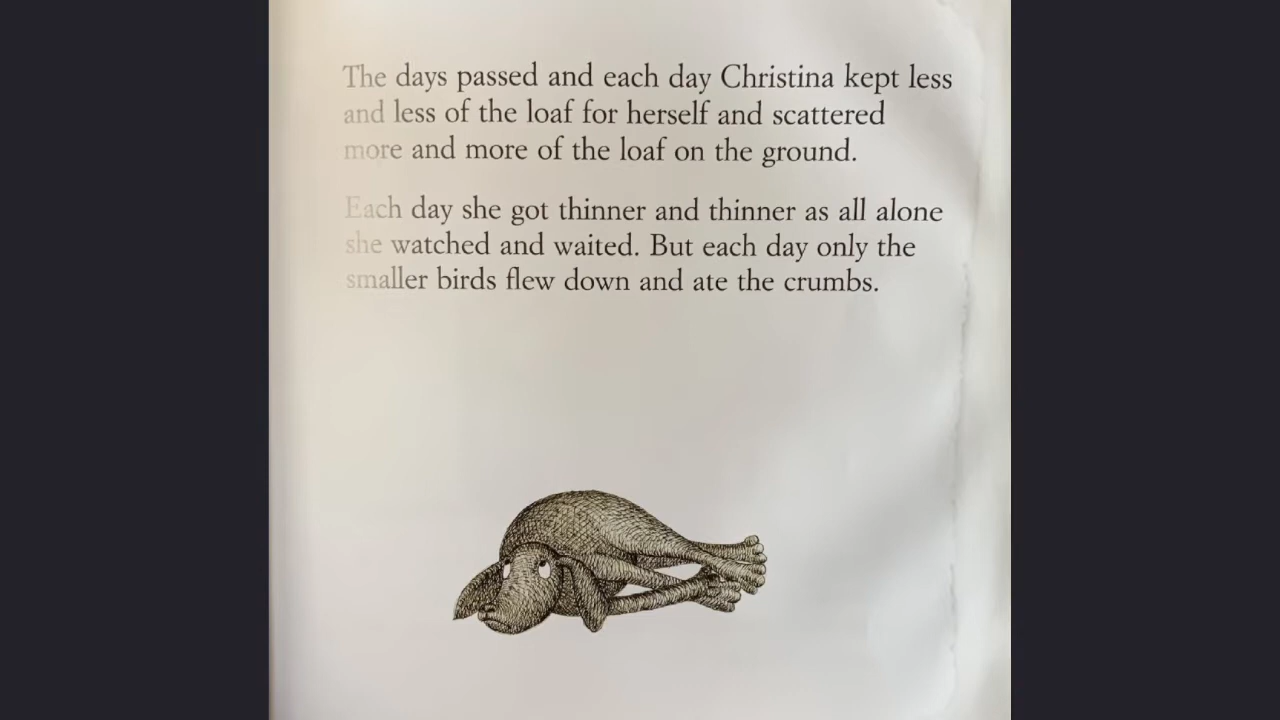 The days passed and each day Christina kept less
and less of the loaf for herself and scattered
more and more of the loaf on the ground.
Each day she got thinner and thinner as all alone
she watched and waited. But each day only the
smaller birds flew down and ate the crumbs.